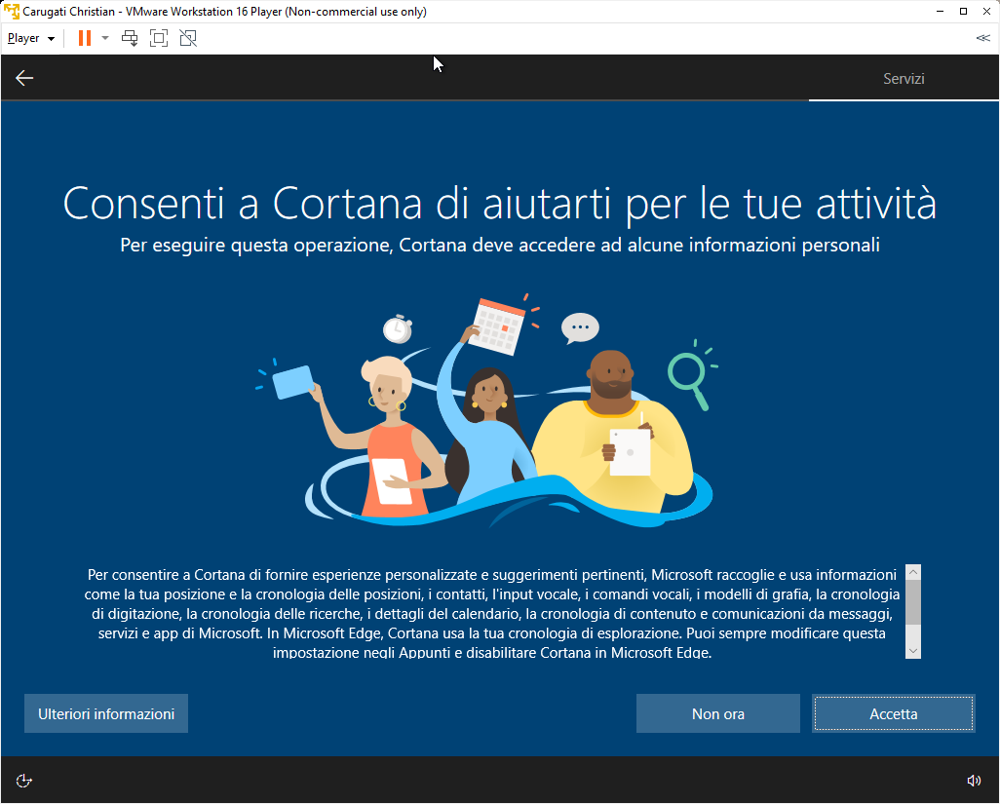 Carugati Christian - VMware Workstation 16 Player (Non-commercial use only)
Player
Servizi
Consenti a Cortana di aiutarti per le tue attività
Per eseguire questa operazione, Cortana deve accedere ad alcune informazioni personali
Per consentire a Cortana di fornire esperienze personalizzate e suggerimenti pertinenti, Microsoft raccoglie e usa informazioni
come la tua posizione e la cronologia delle posizioni, i contatti, l'input vocale, i comandi vocali, i modelli di grafia, la cronologia
di digitazione, la cronologia delle ricerche, i dettagli del calendario, la cronologia di contenuto e comunicazioni da messaggi,
servizi e app di Microsoft. In Microsoft Edge, Cortana usa la tua cronologia di esplorazione. Puoi sempre modificare questa
impostazione negli Appunti e disabilitare Cortana in Microsoft Edge.
Ulteriori informazioni
Non ora
Accetta